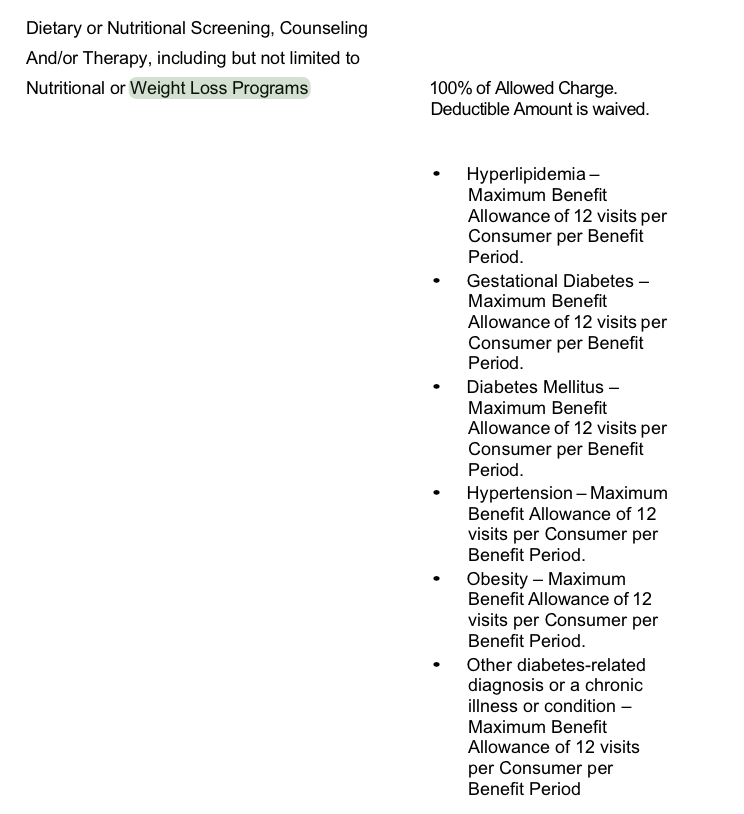 Dietary or Nutritional Screening, Counseling
And/or Therapy, including but not limited to
Nutritional or Weight Loss Programs
100% of Allowed Charge.
Deductible Amount is waived.
• Hyperlipidemia –
Maximum Benefit
Allowance of 12 visits per
Consumer per Benefit
Period.
• Gestational Diabetes –
Maximum Benefit
Allowance of 12 visits per
Consumer per Benefit
Period.
• Diabetes Mellitus –
Maximum Benefit
Allowance of 12 visits per
Consumer per Benefit
Period.
• Hypertension – Maximum
Benefit Allowance of 12
visits per Consumer per
Benefit Period.
• Obesity – Maximum
Benefit Allowance of 12
visits per Consumer per
Benefit Period.
• Other diabetes-related
diagnosis or a chronic
illness or condition –
Maximum Benefit
Allowance of 12 visits
per Consumer per
Benefit Period